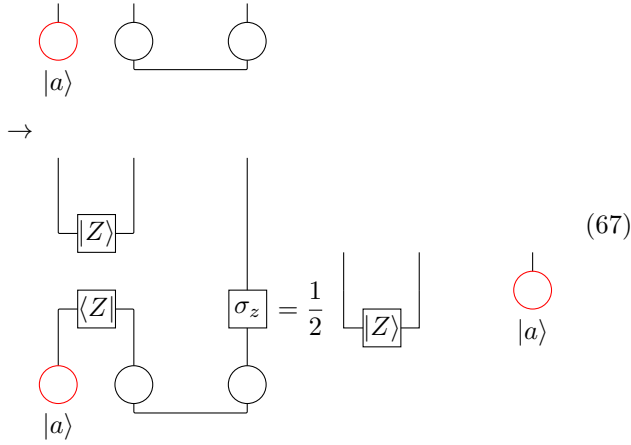 |a⟩
→
|Z⟩
(67)
⟨Z| σ_z = 1/2 |Z⟩
|a⟩
|a⟩